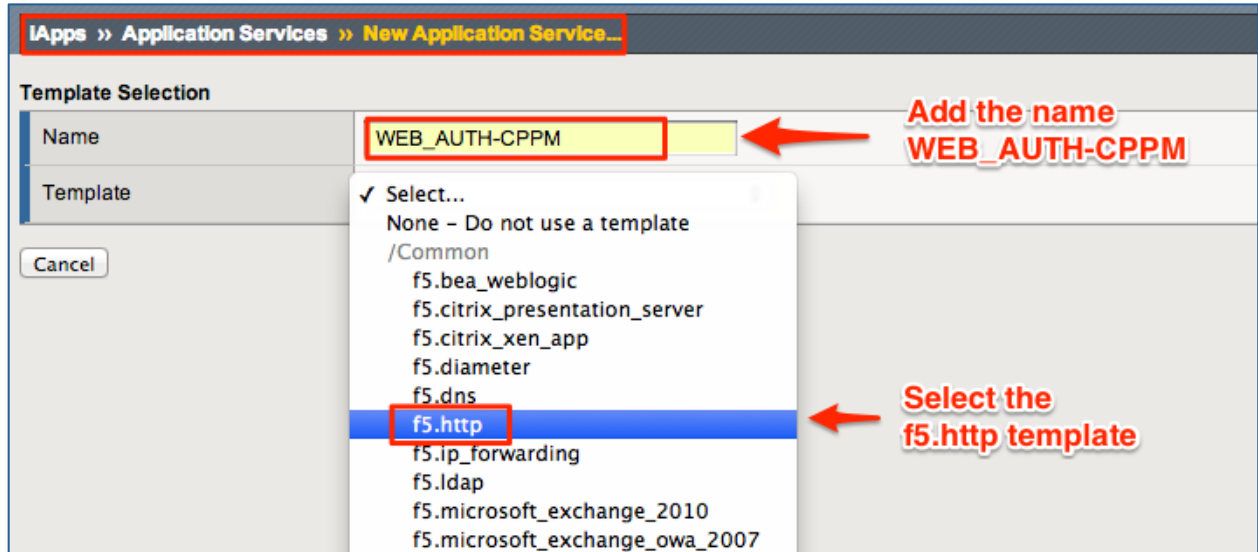 iApps ›› Application Services ›› New Application Service...
Template Selection
Name
WEB_AUTH-CPPM
Add the name
WEB_AUTH-CPPM
Template
✓ Select...
None – Do not use a template
/Common
Cancel
f5.bea_weblogic
f5.citrix_presentation_server
f5.citrix_xen_app
f5.diameter
f5.dns
f5.http
Select the
f5.http template
f5.ip_forwarding
f5.ldap
f5.microsoft_exchange_2010
f5.microsoft_exchange_owa_2007